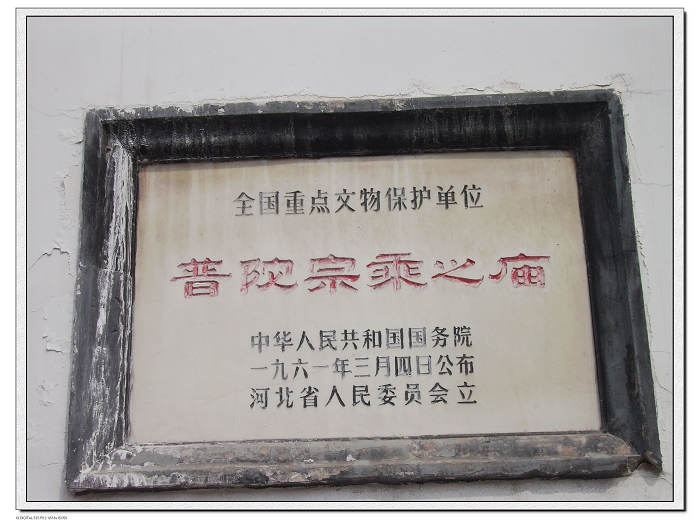 全国重点文物保护单位
普陀宗乘之庙
中华人民共和国国务院
一九六一年三月四日公布
河北省人民委员会立